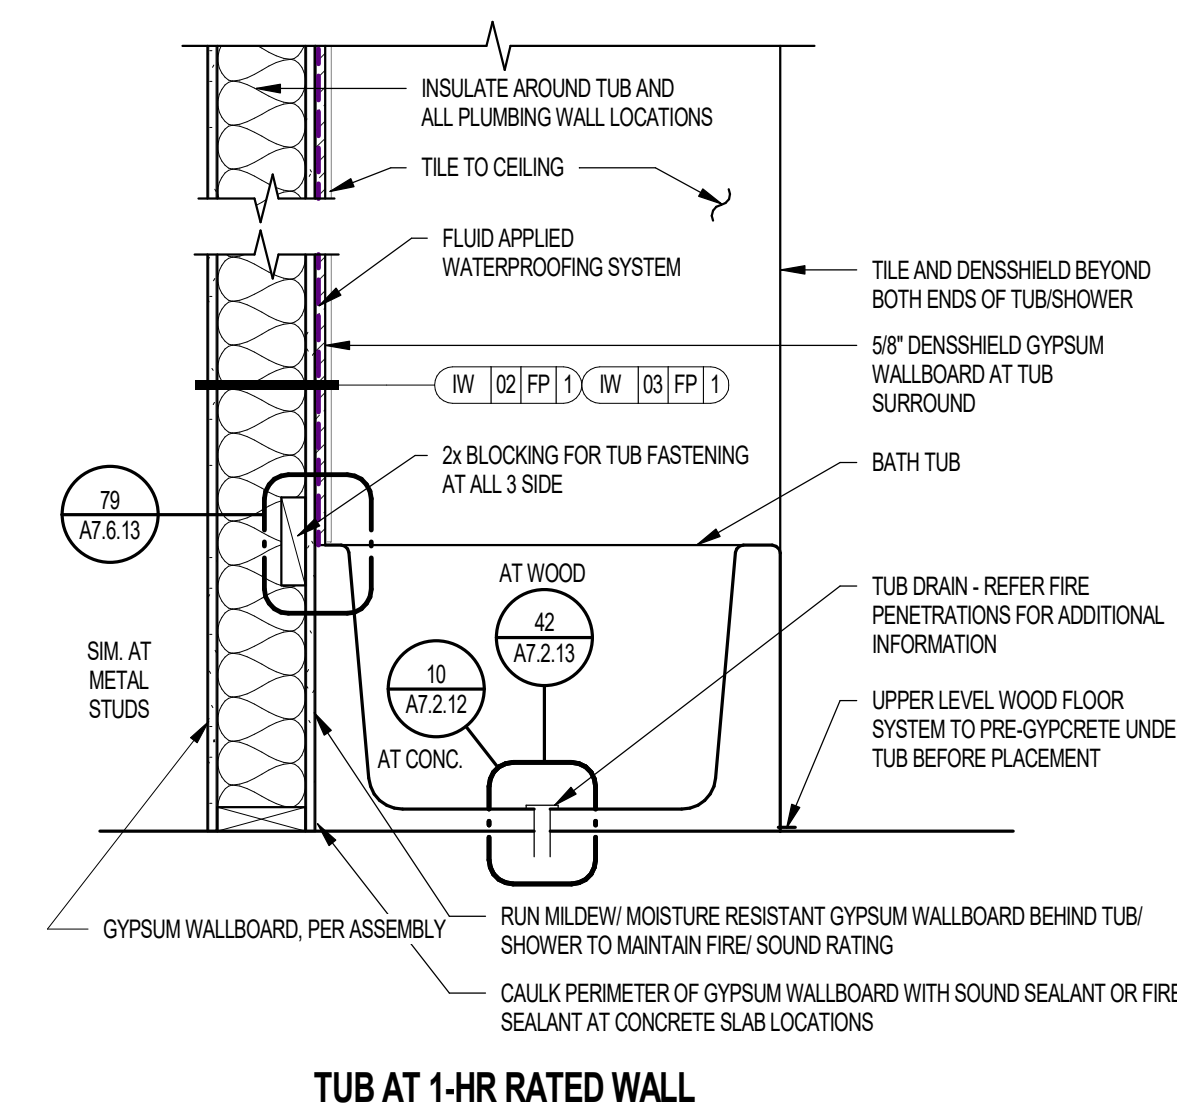 INSULATE AROUND TUB AND
ALL PLUMBING WALL LOCATIONS
TILE TO CEILING
FLUID APPLIED
WATERPROOFING SYSTEM
TILE AND DENSSHIELD BEYOND
BOTH ENDS OF TUB/SHOWER
5/8" DENSSHIELD GYPSUM
WALLBOARD AT TUB
SURROUND
IW 02 FP 1 IW 03 FP 1
2x BLOCKING FOR TUB FASTENING
AT ALL 3 SIDE
BATH TUB
79
A7.6.13
AT WOOD
42
A7.2.13
10
A7.2.12
AT CONC.
TUB DRAIN - REFER FIRE
PENETRATIONS FOR ADDITIONAL
INFORMATION
SIM. AT
METAL
STUDS
UPPER LEVEL WOOD FLOOR
SYSTEM TO PRE-GYPCRETE UNDE
TUB BEFORE PLACEMENT
GYPSUM WALLBOARD, PER ASSEMBLY
RUN MILDEW/ MOISTURE RESISTANT GYPSUM WALLBOARD BEHIND TUB/
SHOWER TO MAINTAIN FIRE/ SOUND RATING
CAULK PERIMETER OF GYPSUM WALLBOARD WITH SOUND SEALANT OR FIRE
SEALANT AT CONCRETE SLAB LOCATIONS
TUB AT 1-HR RATED WALL